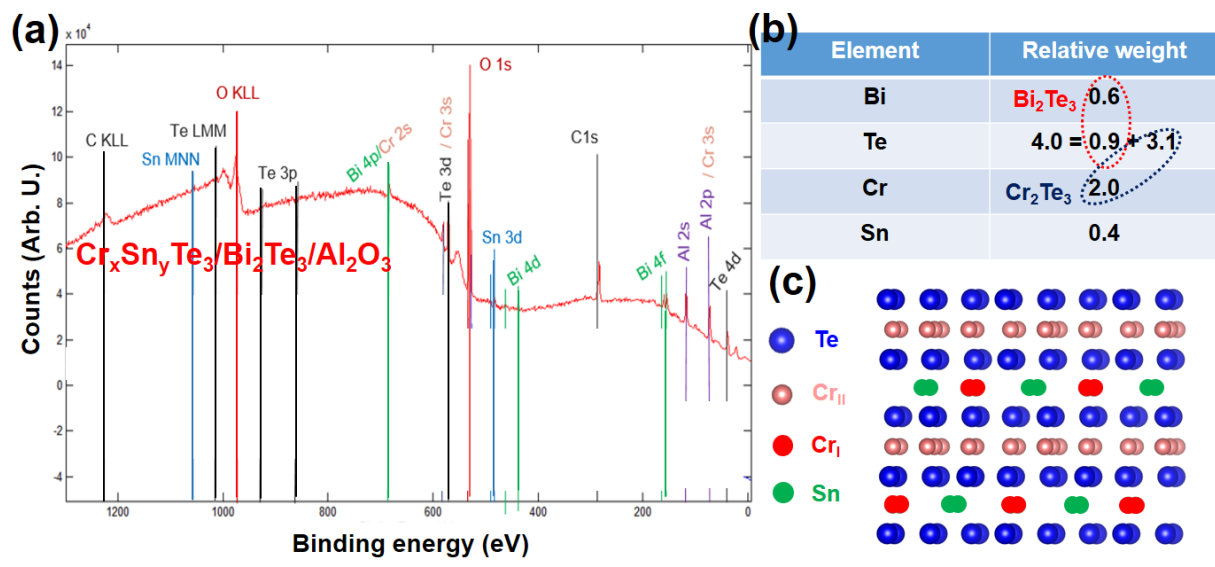 (a)
× 10⁴
14
12
10
8
6
4
2
0
-2
-4
Counts (Arb. U.)
C KLL
Sn MNN
Te LMM
O KLL
Te 3p
Bi 4p/Cr 2s
Te 3d / Cr 3s
O 1s
Sn 3d
Bi 4d
C1s
Bi 4f
Al 2s
Al 2p / Cr 3s
Te 4d
CrₓSnᵧTe₃/Bi₂Te₃/Al₂O₃
1200 1000 800 600 400 200 0
Binding energy (eV)
(b)
Element Relative weight
Bi Bi₂Te₃ 0.6
Te 4.0 = 0.9 + 3.1
Cr Cr₂Te₃ 2.0
Sn 0.4
(c)
Te
Cr_II
Cr_I
Sn